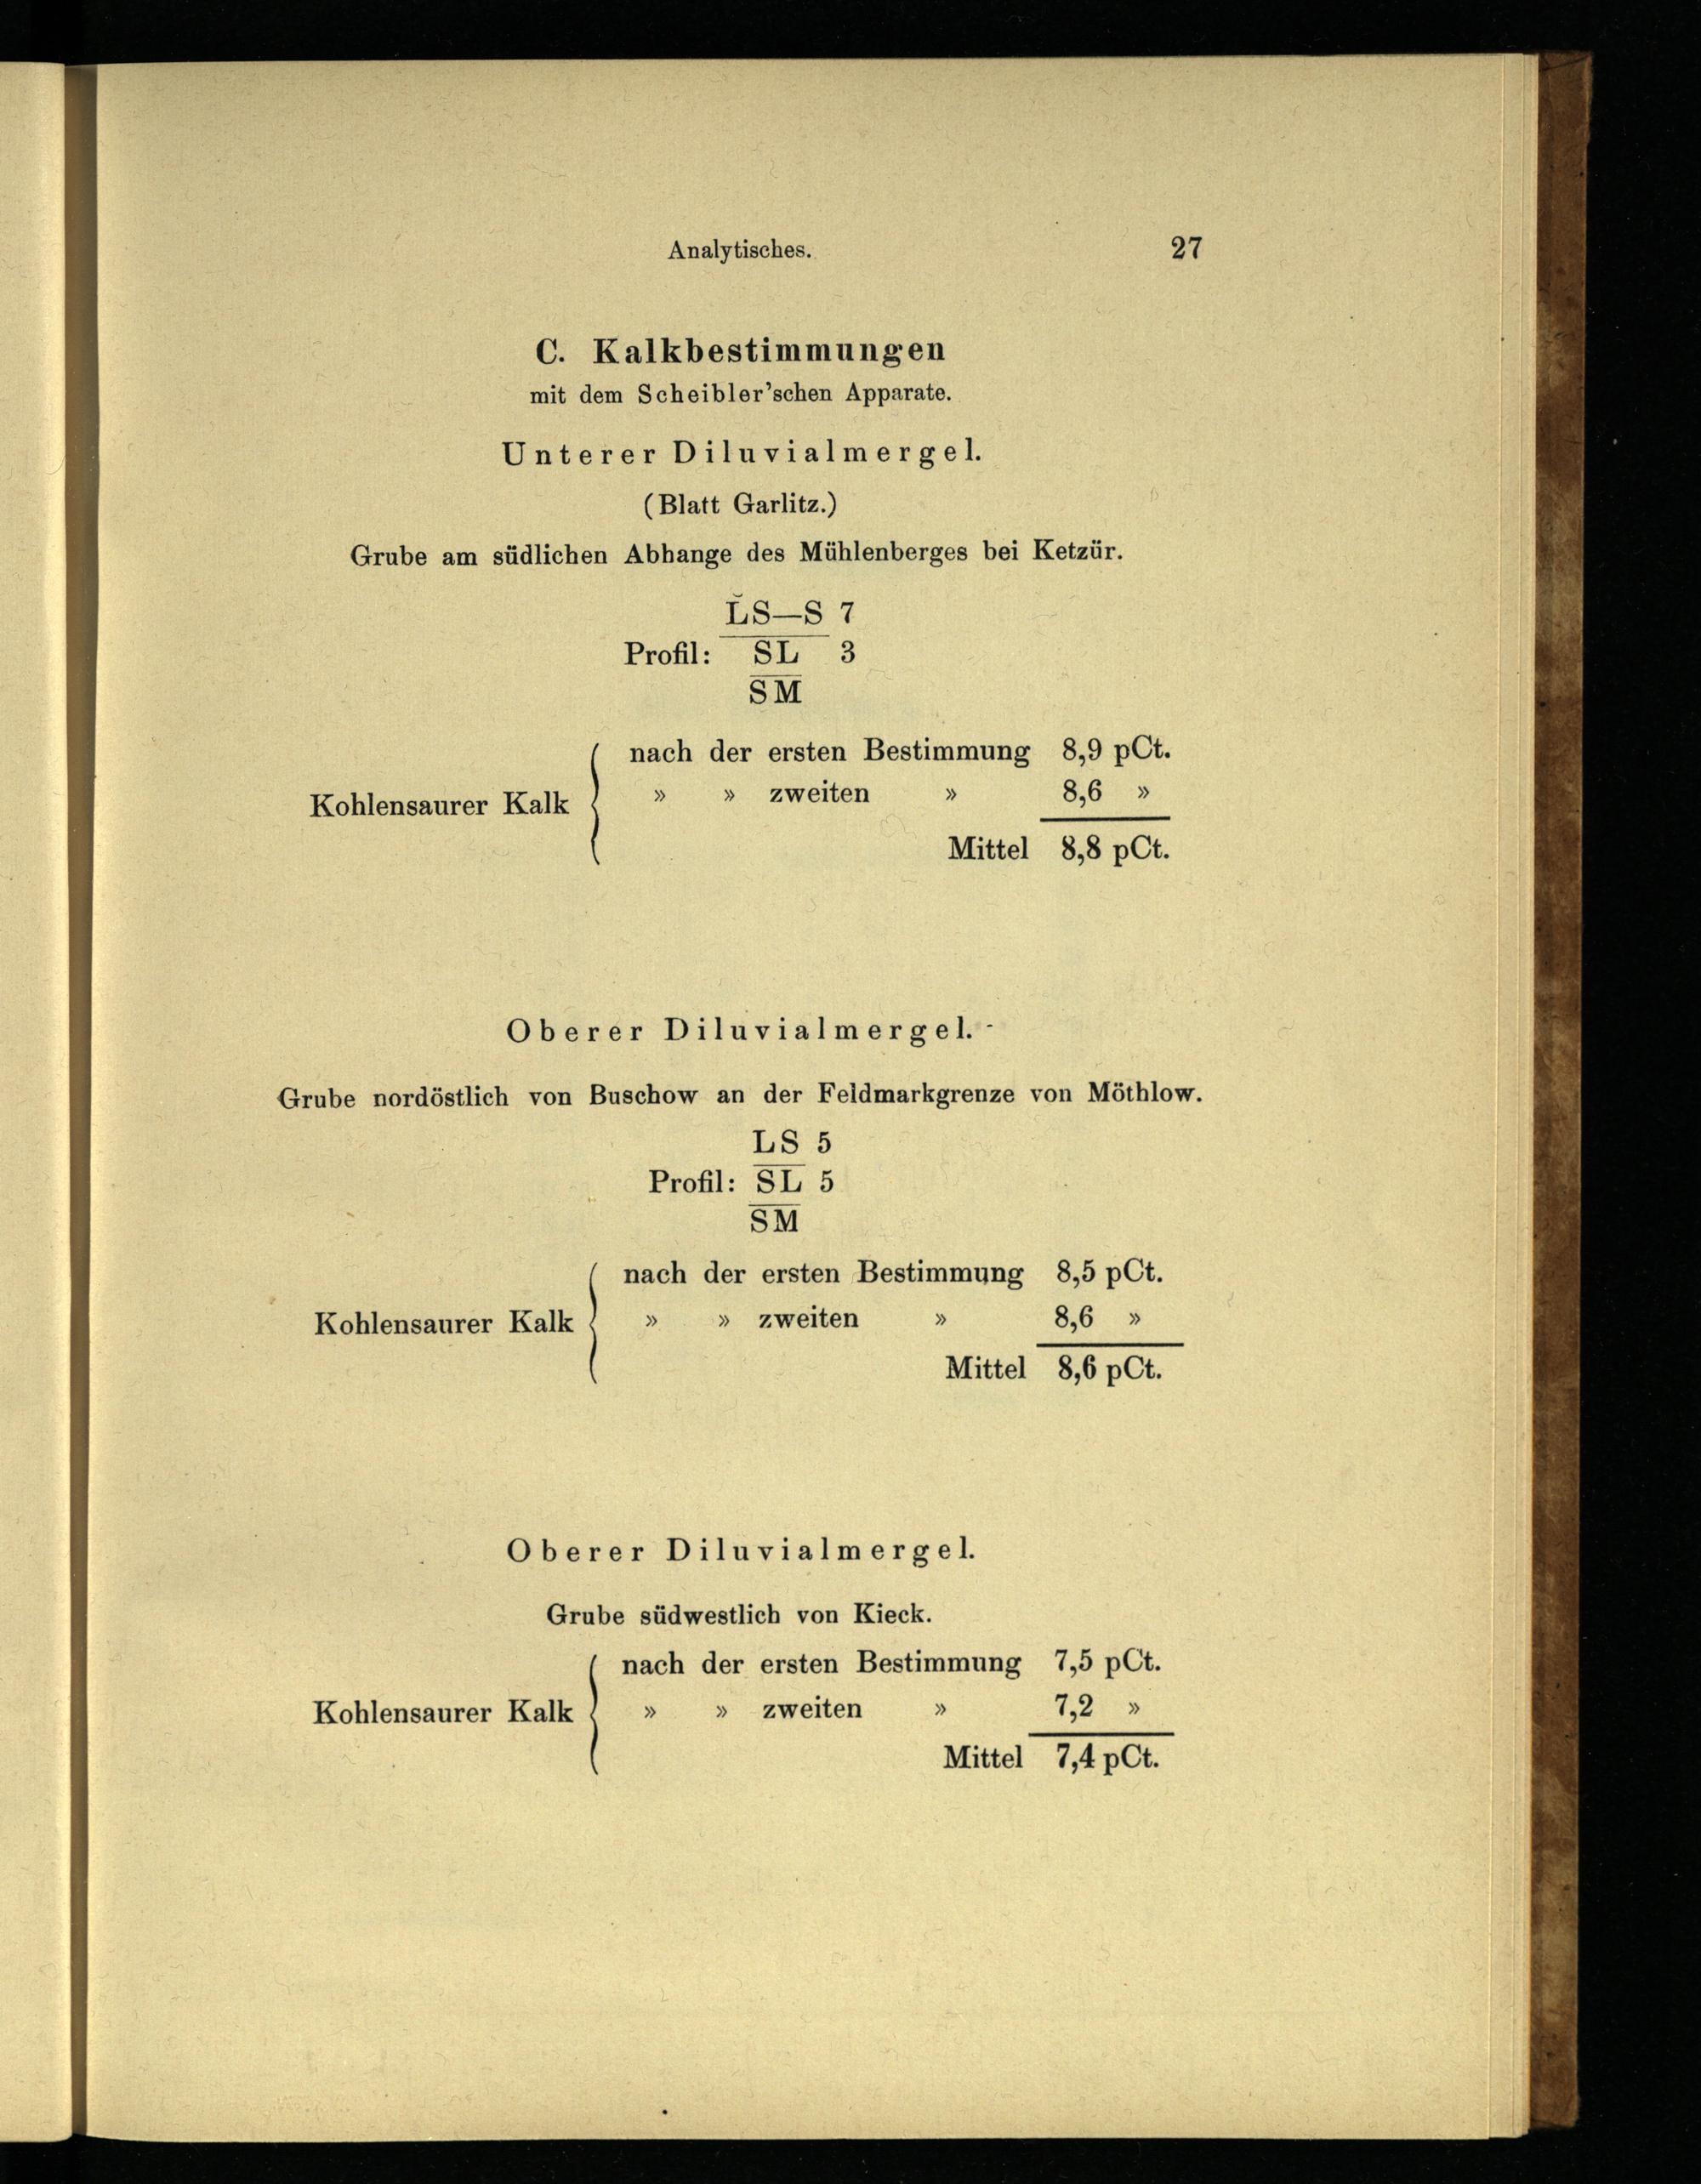 Analytisches. 27
C. Kalkbestimmungen
mit dem Scheibler'schen Apparate.
Unterer Diluvialmergel.
(Blatt Garlitz.)
Grube am südlichen Abhange des Mühlenberges bei Ketzür.
L̆S—S 7
Profil: SL 3
SM
nach der ersten Bestimmung 8,9 pCt.
Kohlensaurer Kalk { » » zweiten » 8,6 »
Mittel 8,8 pCt.
Oberer Diluvialmergel.
Grube nordöstlich von Buschow an der Feldmarkgrenze von Möthlow.
LS 5
Profil: SL 5
SM
nach der ersten Bestimmung 8,5 pCt.
Kohlensaurer Kalk { » » zweiten » 8,6 »
Mittel 8,6 pCt.
Oberer Diluvialmergel.
Grube südwestlich von Kieck.
nach der ersten Bestimmung 7,5 pCt.
Kohlensaurer Kalk { » » zweiten » 7,2 »
Mittel 7,4 pCt.